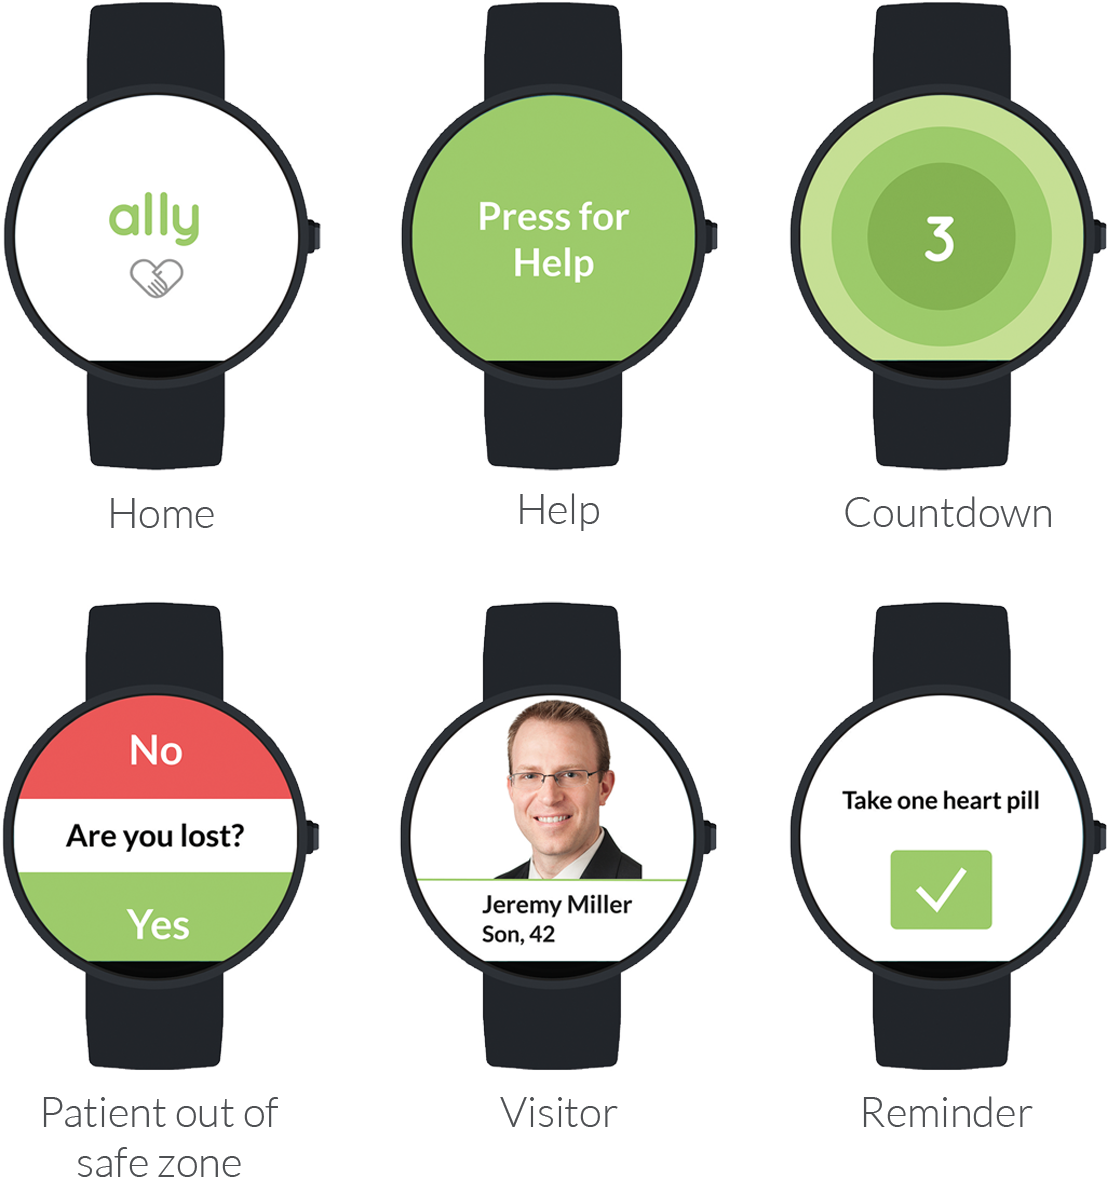 ally
Press for
Help
3
Home
Help
Countdown
No
Are you lost?
Yes
Jeremy Miller
Son, 42
Take one heart pill
Patient out of
safe zone
Visitor
Reminder